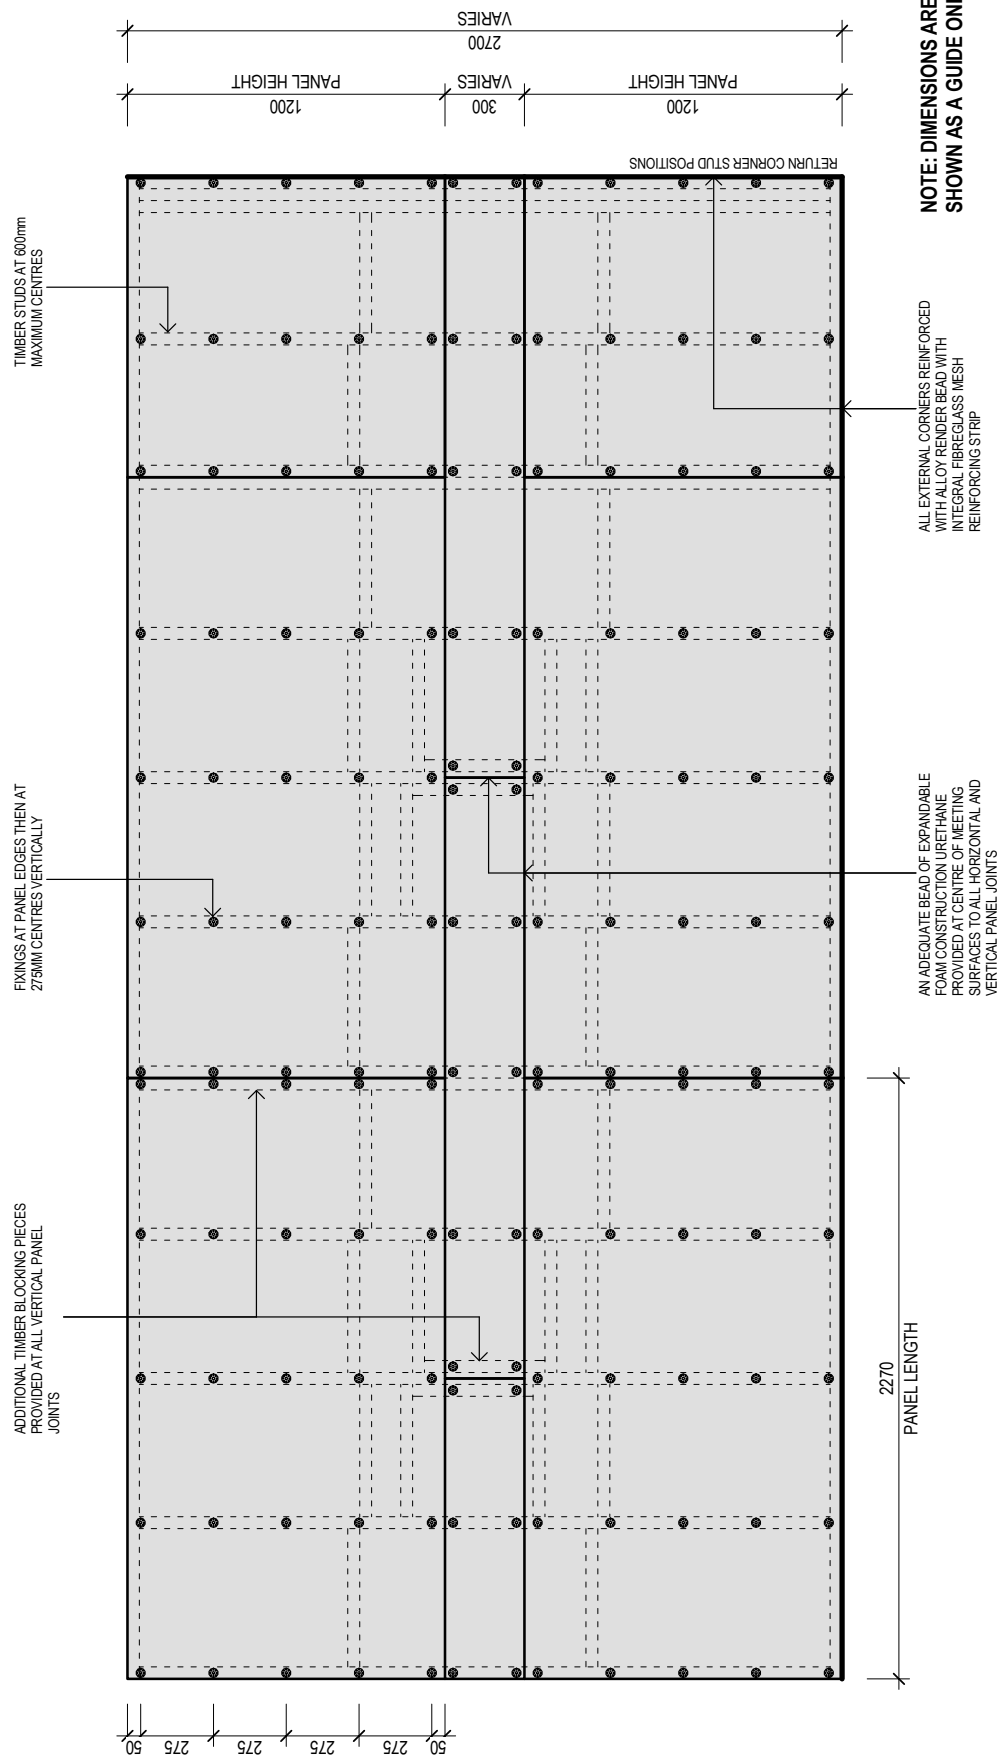 VARIES
2700
PANEL HEIGHT
1200
VARIES
300
PANEL HEIGHT
1200
RETURN CORNER STUD POSITIONS
NOTE: DIMENSIONS ARE
SHOWN AS A GUIDE ONL
TIMBER STUDS AT 600mm
MAXIMUM CENTRES
ALL EXTERNAL CORNERS REINFORCED
WITH ALLOY RENDER BEAD WITH
INTEGRAL FIBREGLASS MESH
REINFORCING STRIP
FIXINGS AT PANEL EDGES THEN AT
275MM CENTRES VERTICALLY
AN ADEQUATE BEAD OF EXPANDABLE
FOAM CONSTRUCTION URETHANE
PROVIDED AT CENTRE OF MEETING
SURFACES TO ALL HORIZONTAL AND
VERTICAL PANEL JOINTS
ADDITIONAL TIMBER BLOCKING PIECES
PROVIDED AT ALL VERTICAL PANEL
JOINTS
2270
PANEL LENGTH
50
275
275
275
275
50